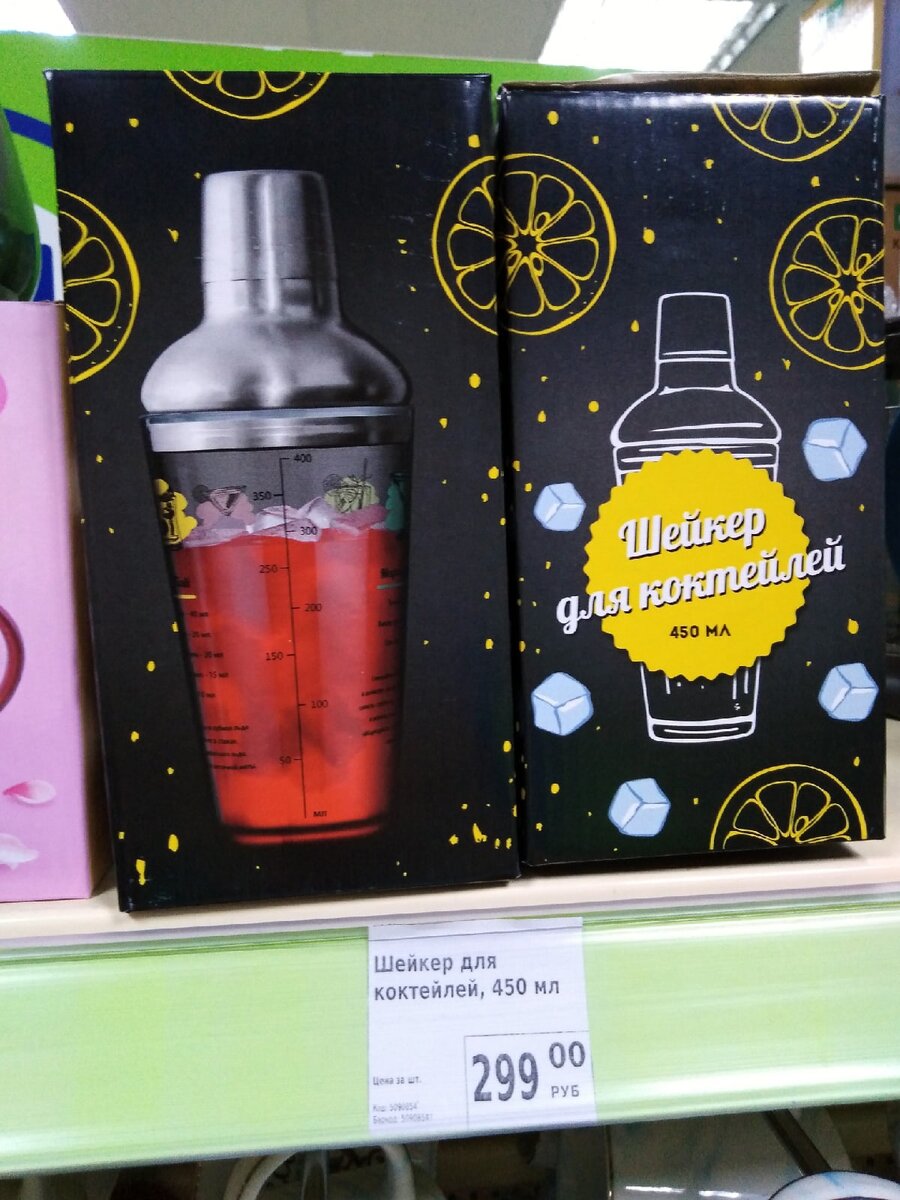 400
350
300
250
200
150
100
50
мл
Шейкер
для коктейлей
450 мл
Шейкер для
коктейлей, 450 мл
Цена за шт.
299 00
РУБ